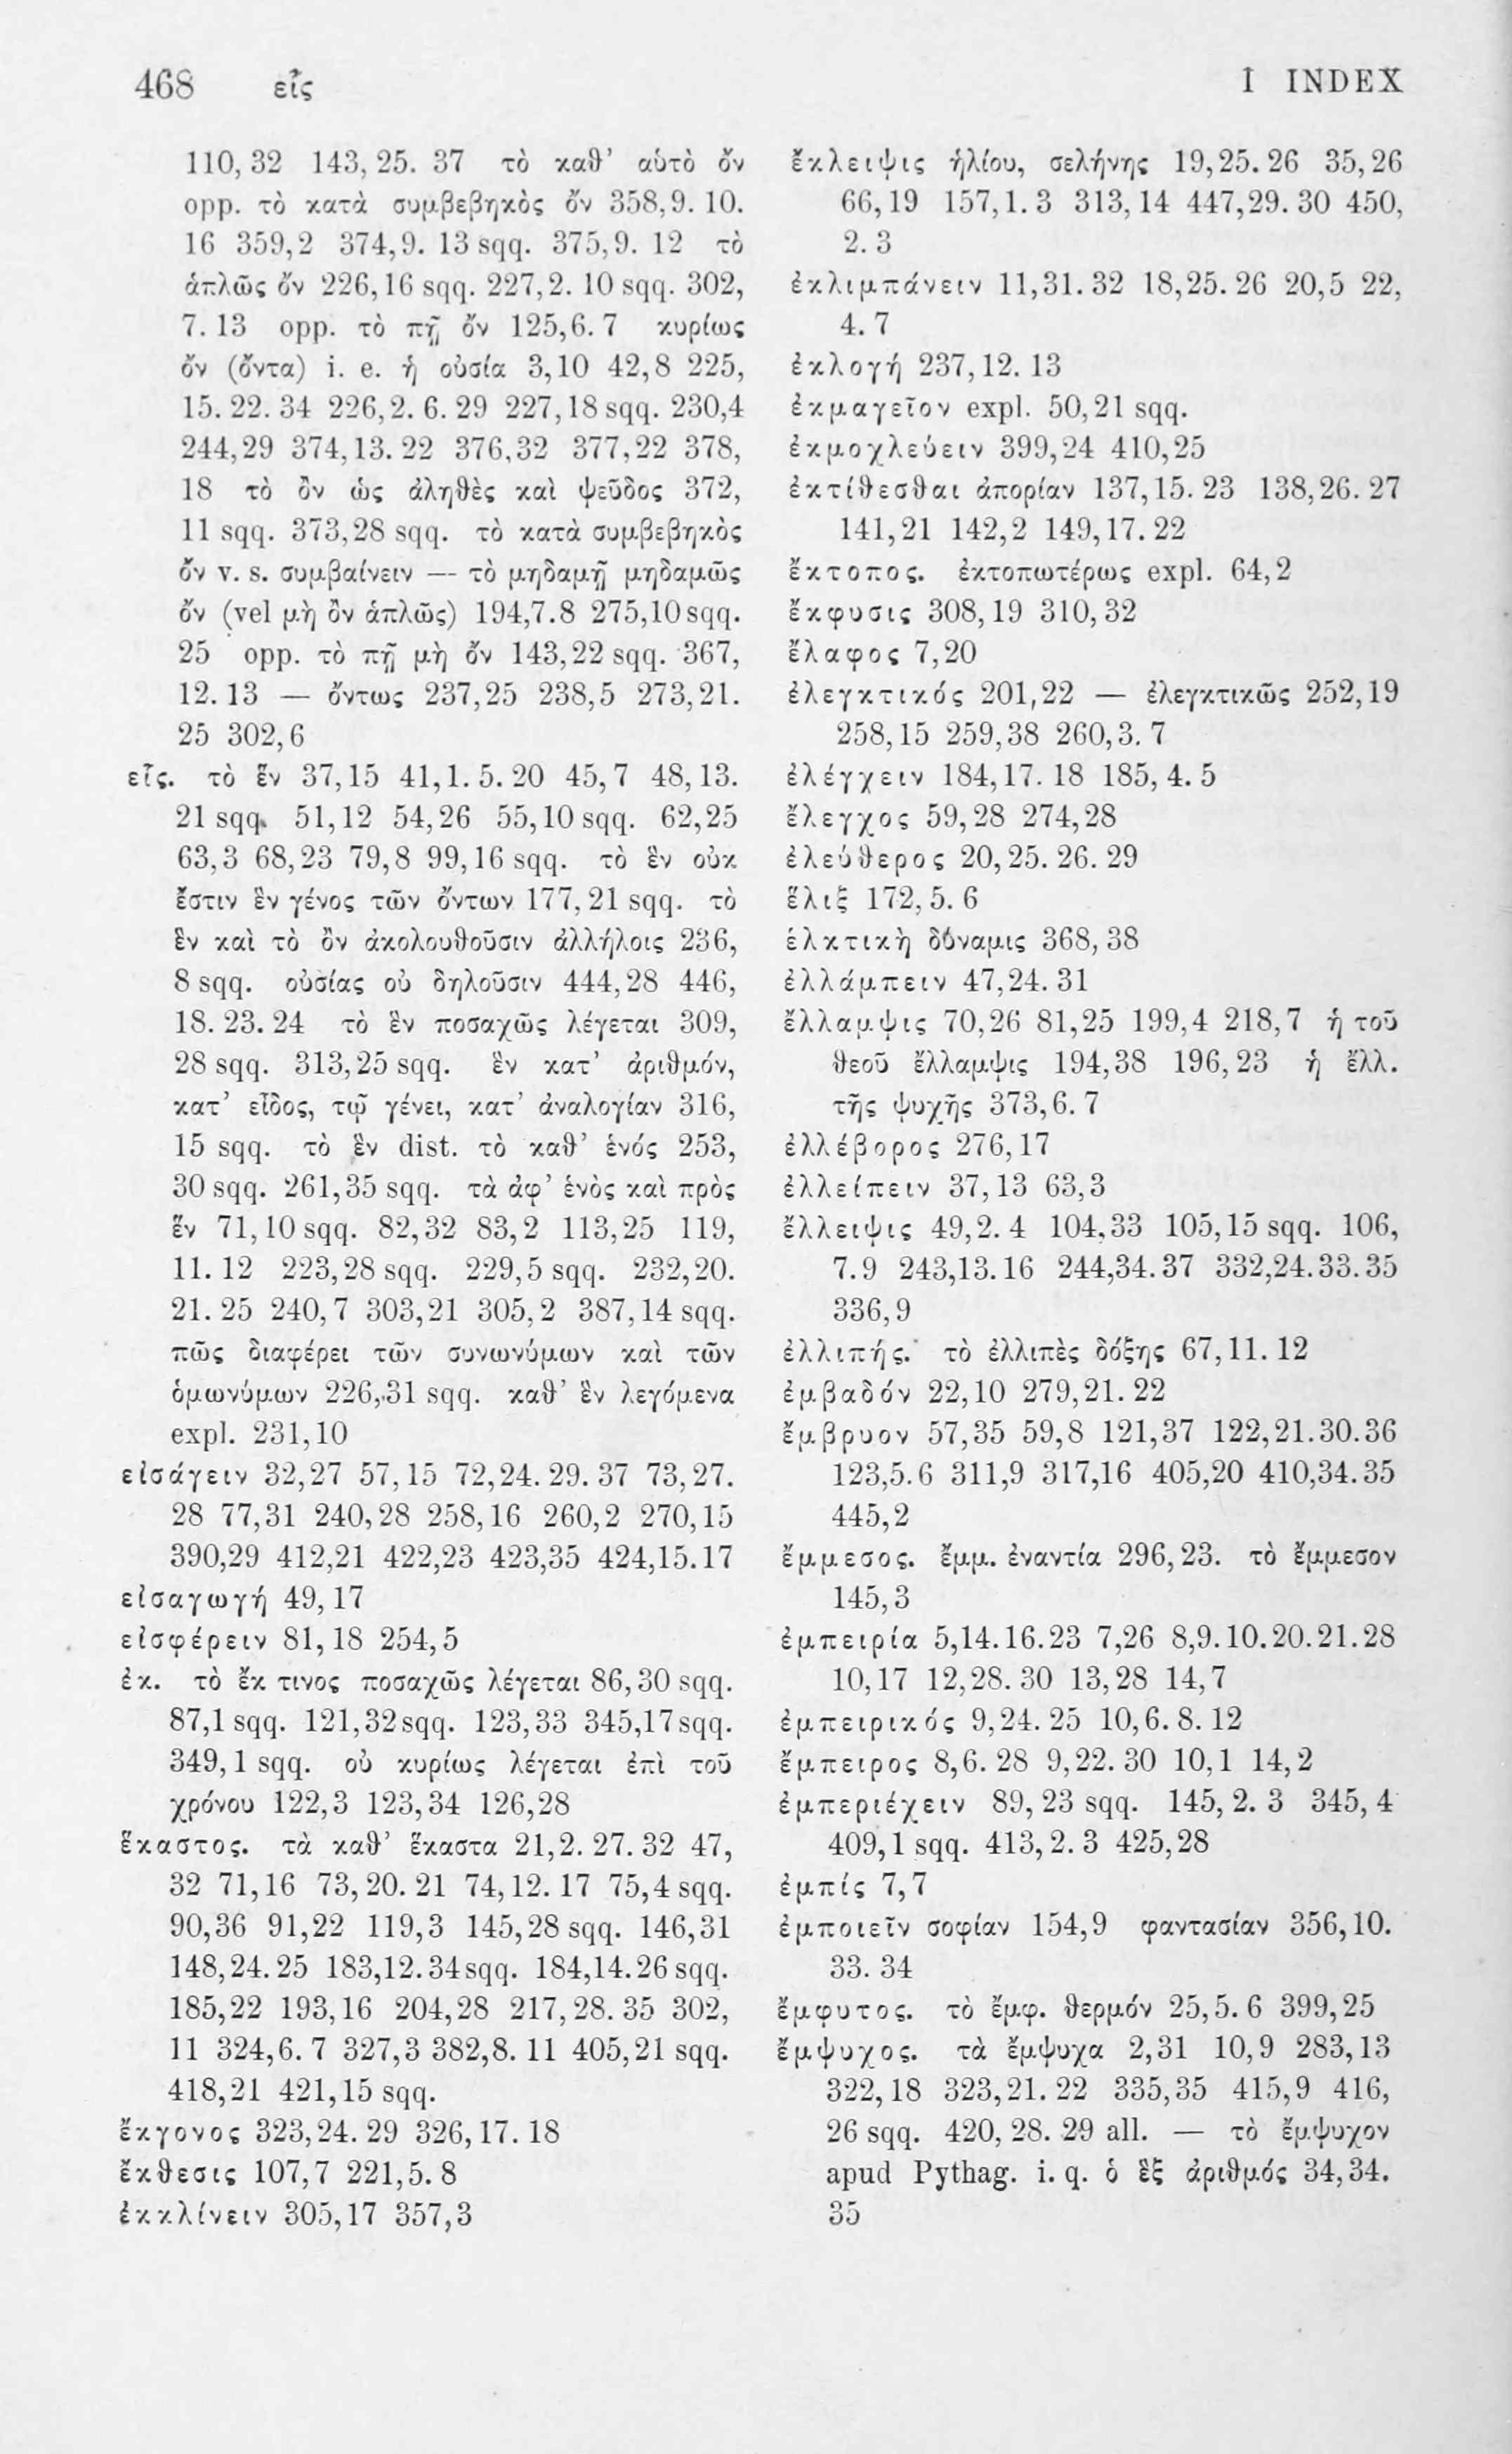 468 εἷς I INDEX
110,32 143,25. 37 τὸ καθ’ αὑτὸ ὄν
opp. τὸ κατὰ συμβεβηκὸς ὄν 358,9. 10.
16 359,2 374,9. 13 sqq. 375,9. 12 τὸ
ἁπλῶς ὄν 226,16 sqq. 227,2. 10 sqq. 302,
7. 13 opp. τὸ πῇ ὄν 125,6. 7 κυρίως
ὄν (ὄντα) i. e. ἡ οὐσία 3,10 42,8 225,
15. 22. 34 226,2. 6. 29 227,18 sqq. 230,4
244,29 374,13. 22 376,32 377,22 378,
18 τὸ ὂν ὡς ἀληθὲς καὶ ψεῦδος 372,
11 sqq. 373,28 sqq. τὸ κατὰ συμβεβηκὸς
ὄν v. s. συμβαίνειν — τὸ μηδαμῇ μηδαμῶς
ὄν (vel μὴ ὂν ἁπλῶς) 194,7.8 275,10 sqq.
25 opp. τὸ πῇ μὴ ὄν 143,22 sqq. 367,
12. 13 — ὄντως 237,25 238,5 273,21.
25 302,6
εἷς. τὸ ἕν 37,15 41,1. 5. 20 45,7 48,13.
21 sqq. 51,12 54,26 55,10 sqq. 62,25
63,3 68,23 79,8 99,16 sqq. τὸ ἓν οὐκ
ἔστιν ἓν γένος τῶν ὄντων 177,21 sqq. τὸ
ἓν καὶ τὸ ὂν ἀκολουθοῦσιν ἀλλήλοις 236,
8 sqq. οὐσίας οὐ δηλοῦσιν 444,28 446,
18. 23. 24 τὸ ἓν ποσαχῶς λέγεται 309,
28 sqq. 313,25 sqq. ἓν κατ’ ἀριθμόν,
κατ’ εἶδος, τῷ γένει, κατ’ ἀναλογίαν 316,
15 sqq. τὸ ἓν dist. τὸ καθ’ ἑνός 253,
30 sqq. 261,35 sqq. τὰ ἀφ’ ἑνὸς καὶ πρὸς
ἕν 71,10 sqq. 82,32 83,2 113,25 119,
11. 12 223,28 sqq. 229,5 sqq. 232,20.
21. 25 240,7 303,21 305,2 387,14 sqq.
πῶς διαφέρει τῶν συνωνύμων καὶ τῶν
ὁμωνύμων 226,31 sqq. καθ’ ἓν λεγόμενα
expl. 231,10
εἰσάγειν 32,27 57,15 72,24. 29. 37 73,27.
28 77,31 240,28 258,16 260,2 270,15
390,29 412,21 422,23 423,35 424,15. 17
εἰσαγωγή 49,17
εἰσφέρειν 81,18 254,5
ἐκ. τὸ ἔκ τινος ποσαχῶς λέγεται 86,30 sqq.
87,1 sqq. 121,32 sqq. 123,33 345,17 sqq.
349,1 sqq. οὐ κυρίως λέγεται ἐπὶ τοῦ
χρόνου 122,3 123,34 126,28
ἕκαστος. τὰ καθ’ ἕκαστα 21,2. 27. 32 47,
32 71,16 73,20. 21 74,12. 17 75,4 sqq.
90,36 91,22 119,3 145,28 sqq. 146,31
148,24. 25 183,12. 34 sqq. 184,14. 26 sqq.
185,22 193,16 204,28 217,28. 35 302,
11 324,6. 7 327,3 382,8. 11 405,21 sqq.
418,21 421,15 sqq.
ἔκγονος 323,24. 29 326,17. 18
ἔκθεσις 107,7 221,5. 8
ἐκκλίνειν 305,17 357,3
ἔκλειψις ἡλίου, σελήνης 19,25. 26 35,26
66,19 157,1. 3 313,14 447,29. 30 450,
2. 3
ἐκλιμπάνειν 11,31. 32 18,25. 26 20,5 22,
4. 7
ἐκλογή 237,12. 13
ἐκμαγεῖον expl. 50,21 sqq.
ἐκμοχλεύειν 399,24 410,25
ἐκτίθεσθαι ἀπορίαν 137,15. 23 138,26. 27
141,21 142,2 149,17. 22
ἔκτοπος. ἐκτοπωτέρως expl. 64,2
ἔκφυσις 308,19 310,32
ἔλαφος 7,20
ἐλεγκτικός 201,22 — ἐλεγκτικῶς 252,19
258,15 259,38 260,3. 7
ἐλέγχειν 184,17. 18 185,4. 5
ἔλεγχος 59,28 274,28
ἐλεύθερος 20,25. 26. 29
ἕλιξ 172,5. 6
ἑλκτικὴ δύναμις 368,38
ἐλλάμπειν 47,24. 31
ἔλλαμψις 70,26 81,25 199,4 218,7 ἡ τοῦ
θεοῦ ἔλλαμψις 194,38 196,23 ἡ ἔλλ.
τῆς ψυχῆς 373,6. 7
ἐλλέβορος 276,17
ἐλλείπειν 37,13 63,3
ἔλλειψις 49,2. 4 104,33 105,15 sqq. 106,
7. 9 243,13. 16 244,34. 37 332,24. 33. 35
336,9
ἐλλιπής. τὸ ἐλλιπὲς δόξης 67,11. 12
ἐμβαδόν 22,10 279,21. 22
ἔμβρυον 57,35 59,8 121,37 122,21. 30. 36
123,5. 6 311,9 317,16 405,20 410,34. 35
445,2
ἔμμεσος. ἔμμ. ἐναντία 296,23. τὸ ἔμμεσον
145,3
ἐμπειρία 5,14. 16. 23 7,26 8,9. 10. 20. 21. 28
10,17 12,28. 30 13,28 14,7
ἐμπειρικός 9,24. 25 10,6. 8. 12
ἔμπειρος 8,6. 28 9,22. 30 10,1 14,2
ἐμπεριέχειν 89,23 sqq. 145,2. 3 345,4
409,1 sqq. 413,2. 3 425,28
ἐμπίς 7,7
ἐμποιεῖν σοφίαν 154,9 φαντασίαν 356,10.
33. 34
ἔμφυτος. τὸ ἔμφ. θερμόν 25,5. 6 399,25
ἔμψυχος. τὰ ἔμψυχα 2,31 10,9 283,13
322,18 323,21. 22 335,35 415,9 416,
26 sqq. 420,28. 29 all. — τὸ ἔμψυχον
apud Pythag. i. q. ὁ ἓξ ἀριθμός 34,34.
35